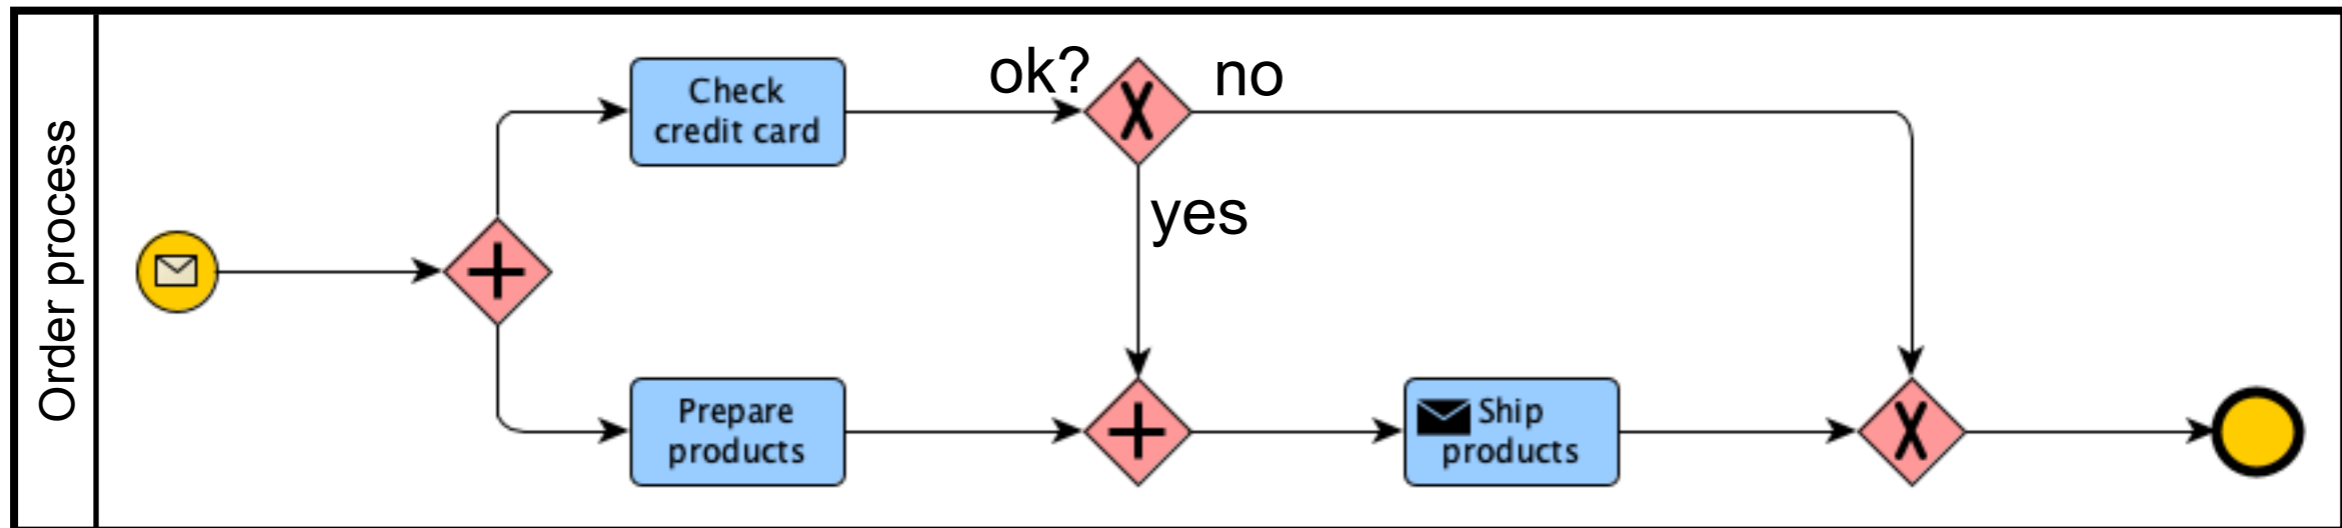 Order process
Check
credit card
ok?
no
yes
Prepare
products
Ship
products